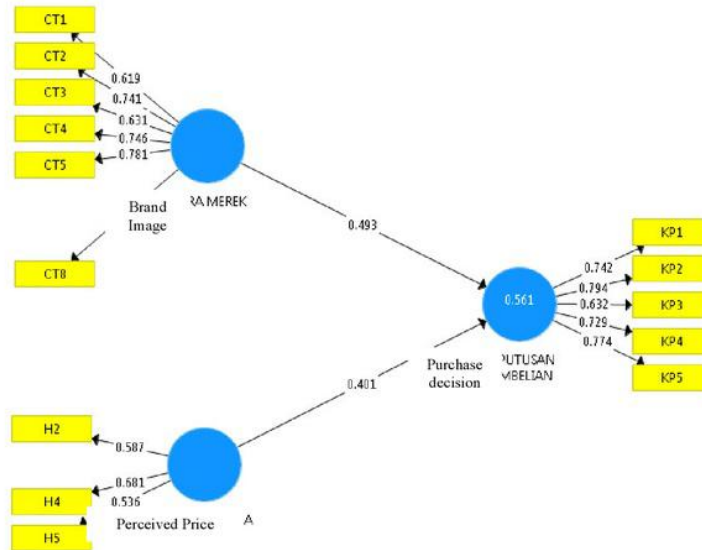 CT1
CT2
CT3
CT4
CT5
CT8
0.619
0.741
0.631
0.746
0.781
Brand
Image
RA MEREK
0.493
0.561
KP1
KP2
KP3
KP4
KP5
0.742
0.794
0.632
0.729
0.774
Purchase
decision
PUTUSAN
MBELIAN
0.401
H2
H4
H5
0.587
0.681
0.536
Perceived Price
A